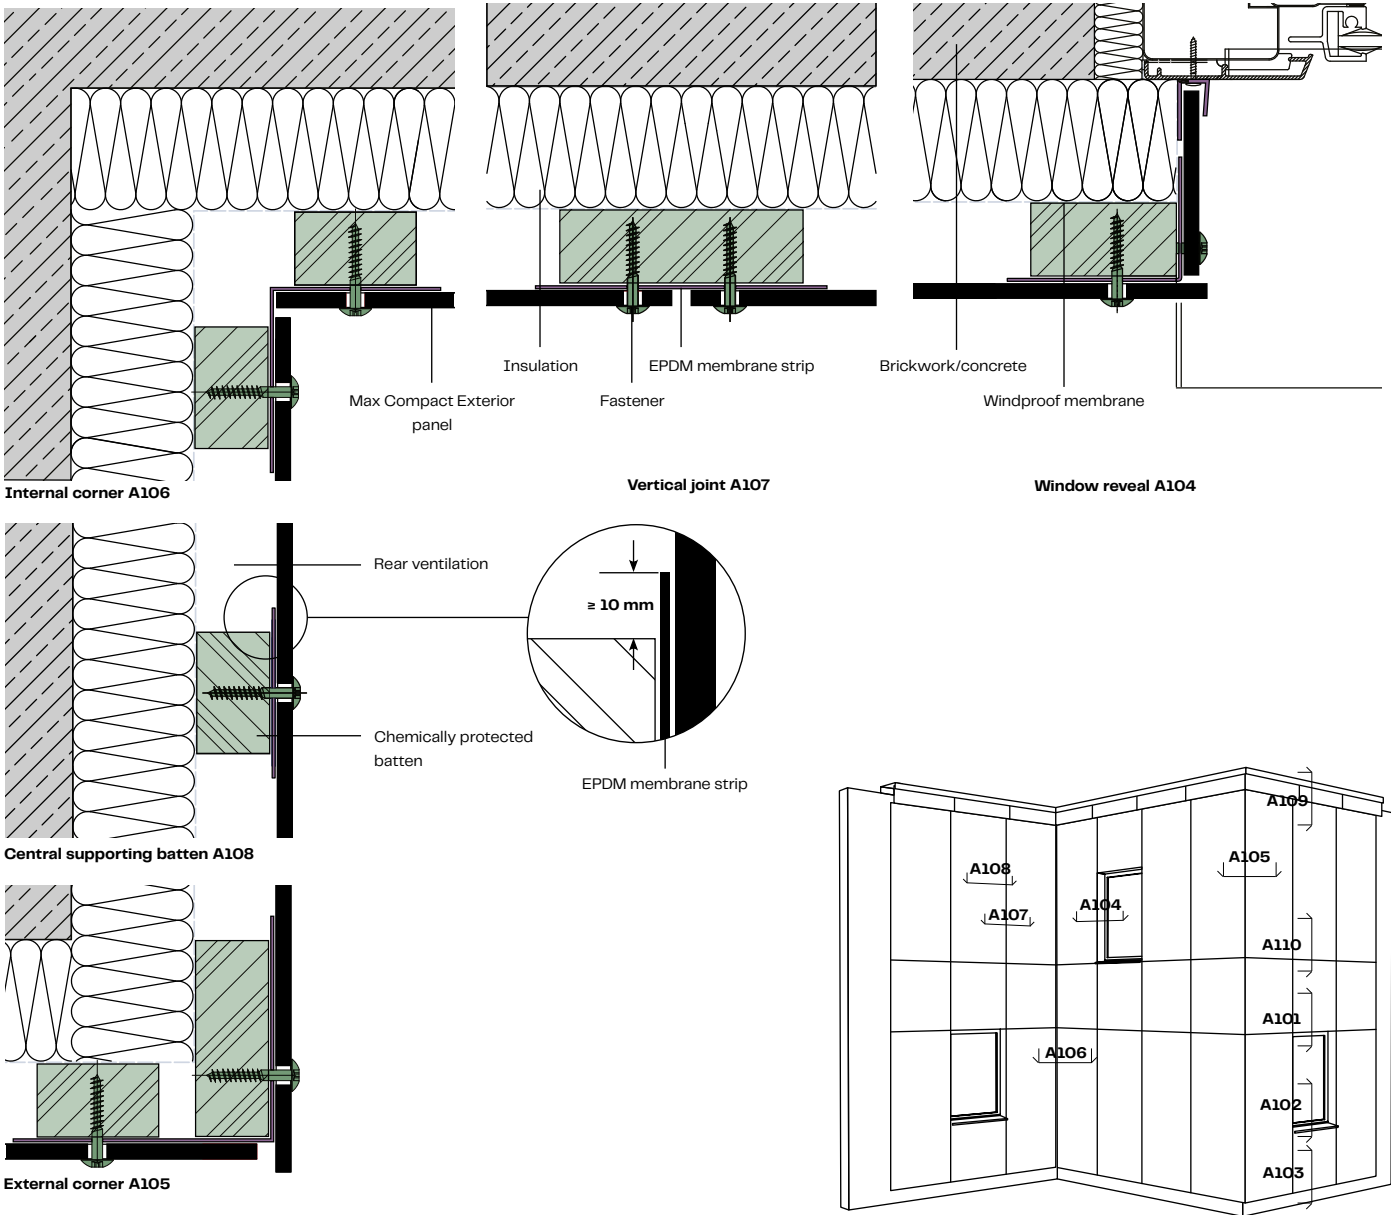 Insulation
EPDM membrane strip
Brickwork/concrete
Max Compact Exterior
panel
Fastener
Windproof membrane
Internal corner A106
Vertical joint A107
Window reveal A104
Rear ventilation
≥ 10 mm
Chemically protected
batten
EPDM membrane strip
Central supporting batten A108
A109
A105
A108
A104
A107
A110
A101
A106
A102
A103
External corner A105